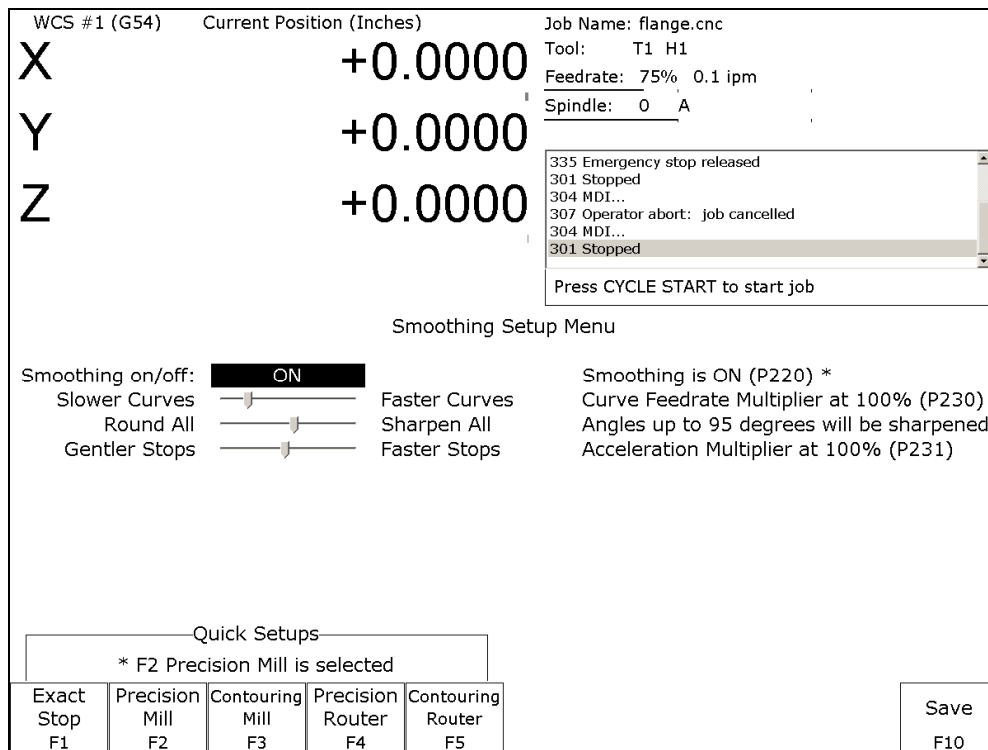 WCS #1 (G54) Current Position (Inches)
X +0.0000
Y +0.0000
Z +0.0000
Job Name: flange.cnc
Tool: T1 H1
Feedrate: 75% 0.1 ipm
Spindle: 0 A
335 Emergency stop released
301 Stopped
304 MDI...
307 Operator abort: job cancelled
304 MDI...
301 Stopped
Press CYCLE START to start job
Smoothing Setup Menu
Smoothing on/off: ON Smoothing is ON (P220) *
Slower Curves Faster Curves Curve Feedrate Multiplier at 100% (P230)
Round All Sharpen All Angles up to 95 degrees will be sharpened
Gentler Stops Faster Stops Acceleration Multiplier at 100% (P231)
Quick Setups
* F2 Precision Mill is selected
Exact
Stop
F1
Precision
Mill
F2
Contouring
Mill
F3
Precision
Router
F4
Contouring
Router
F5
Save
F10